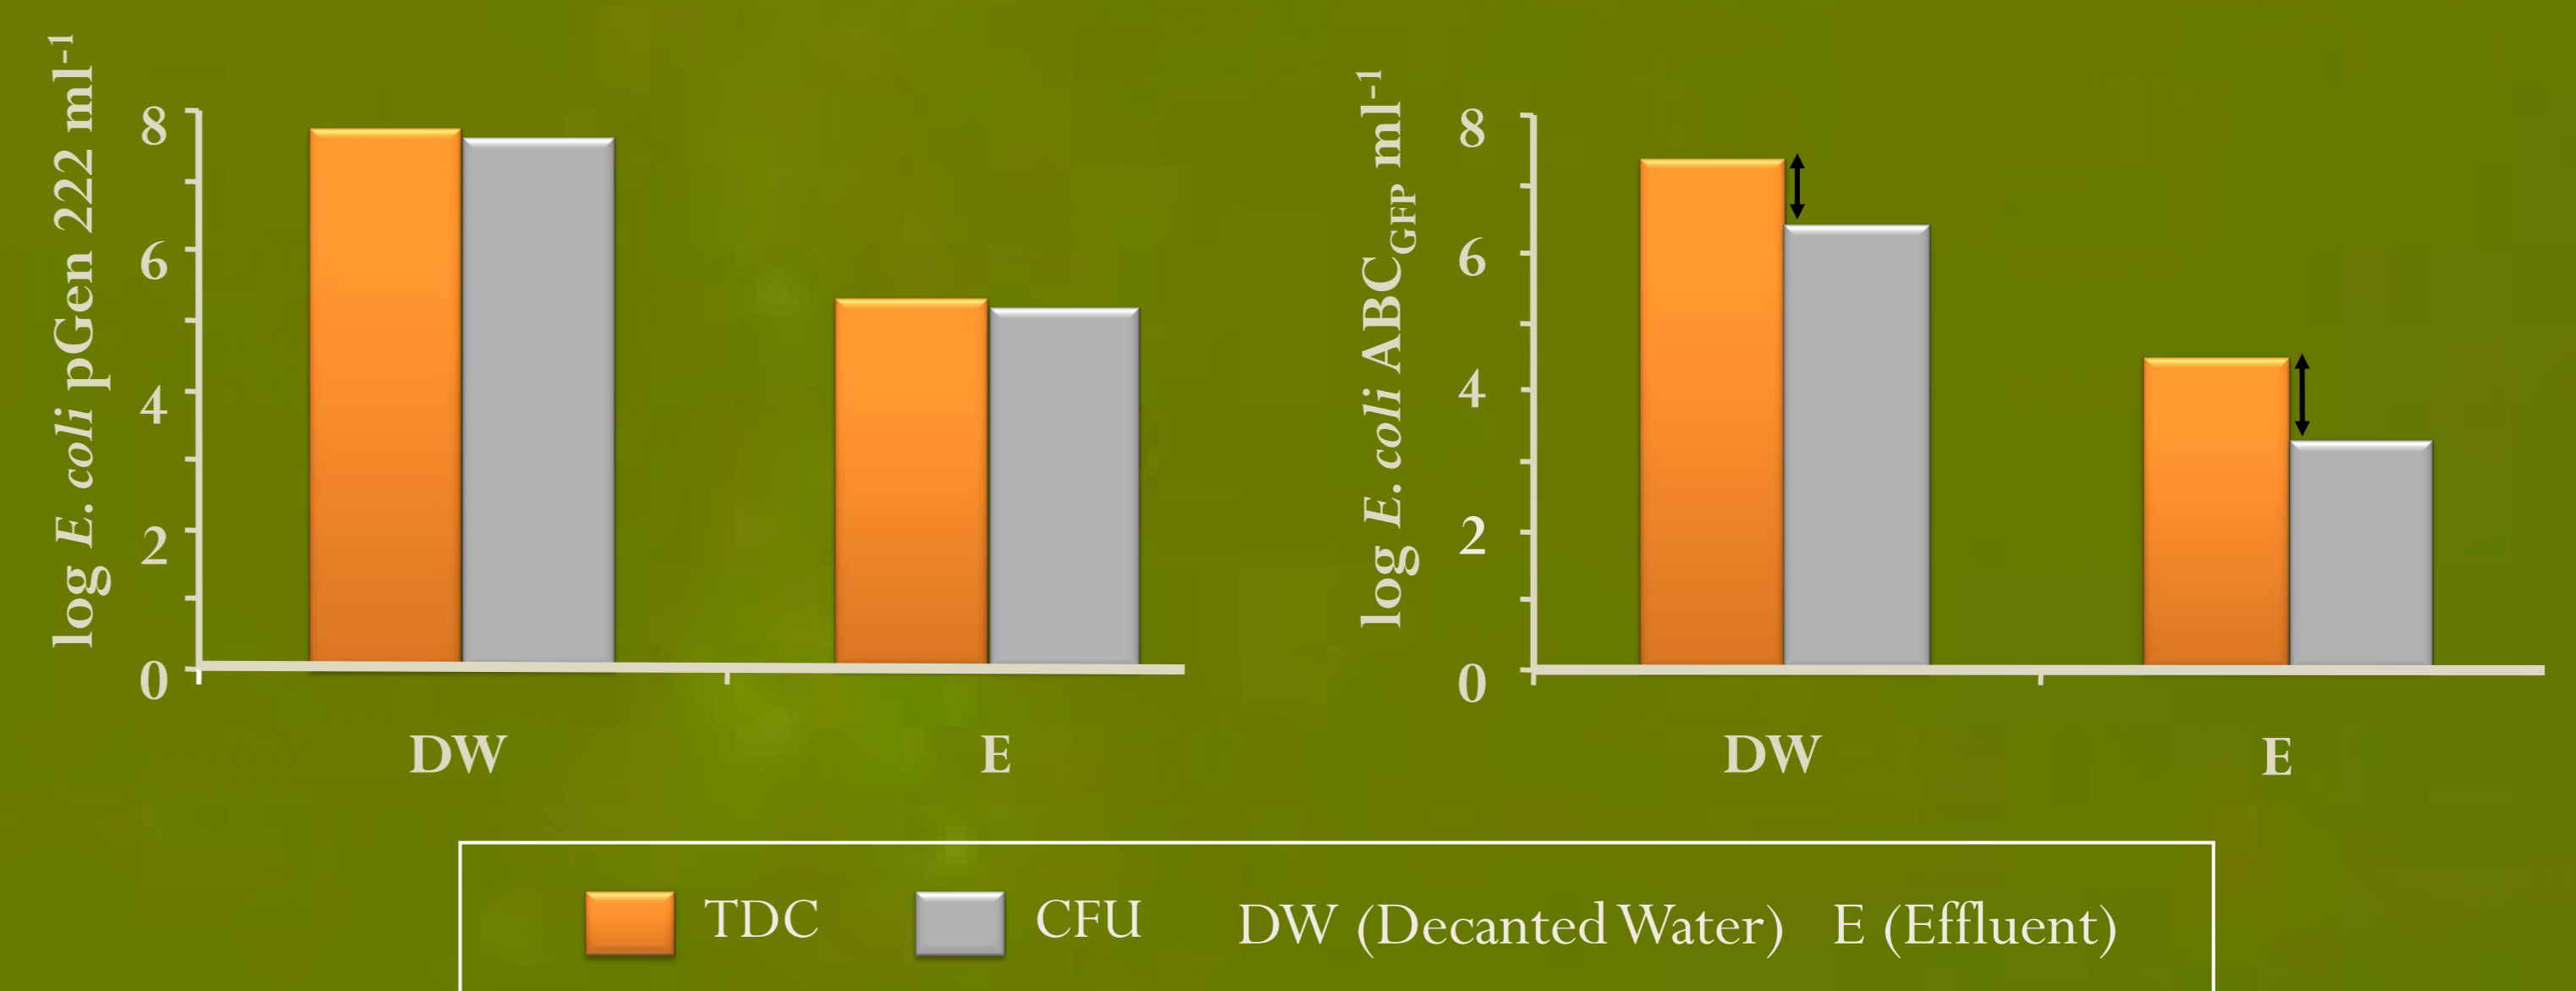 log E. coli pGen 222 ml-1
8
6
4
2
0
DW E
log E. coli ABCGFP ml-1
8
6
4
2
0
DW E
TDC CFU DW (Decanted Water) E (Effluent)